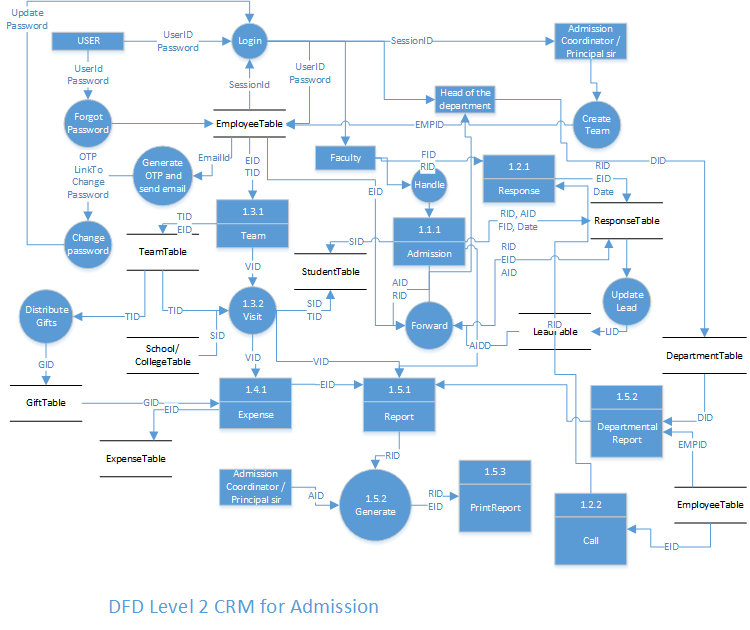 Update
Password
USER
UserID
Password
Login
SessionID
Admission
Coordinator /
Principal sir
UserId
Password
UserID
Password
SessionId
Head of the
department
Forgot
Password
EmployeeTable
EMPID
Create
Team
OTP
LinkTo
Change
Password
Generate
OTP and
send email
EmailId
EID
TID
Faculty
FID
RID
Handle
1.2.1
Response
RID
EID
Date
DID
EID
1.3.1
Team
TID
EID
Change
password
TeamTable
SID
1.1.1
Admission
RID, AID
FID, Date
ResponseTable
RID
EID
AID
VID
StudentTable
AID
RID
Distribute
Gifts
TID
TID
1.3.2
Visit
SID
TID
Forward
Update
Lead
LeadTable
RID
LID
AIDD
SID
School/
CollegeTable
VID
VID
DepartmentTable
GID
GiftTable
GID
EID
1.4.1
Expense
EID
1.5.1
Report
1.5.2
Departmental
Report
DID
EMPID
ExpenseTable
RID
Admission
Coordinator /
Principal sir
AID
1.5.2
Generate
RID
EID
1.5.3
PrintReport
1.2.2
Call
EmployeeTable
EID
DFD Level 2 CRM for Admission